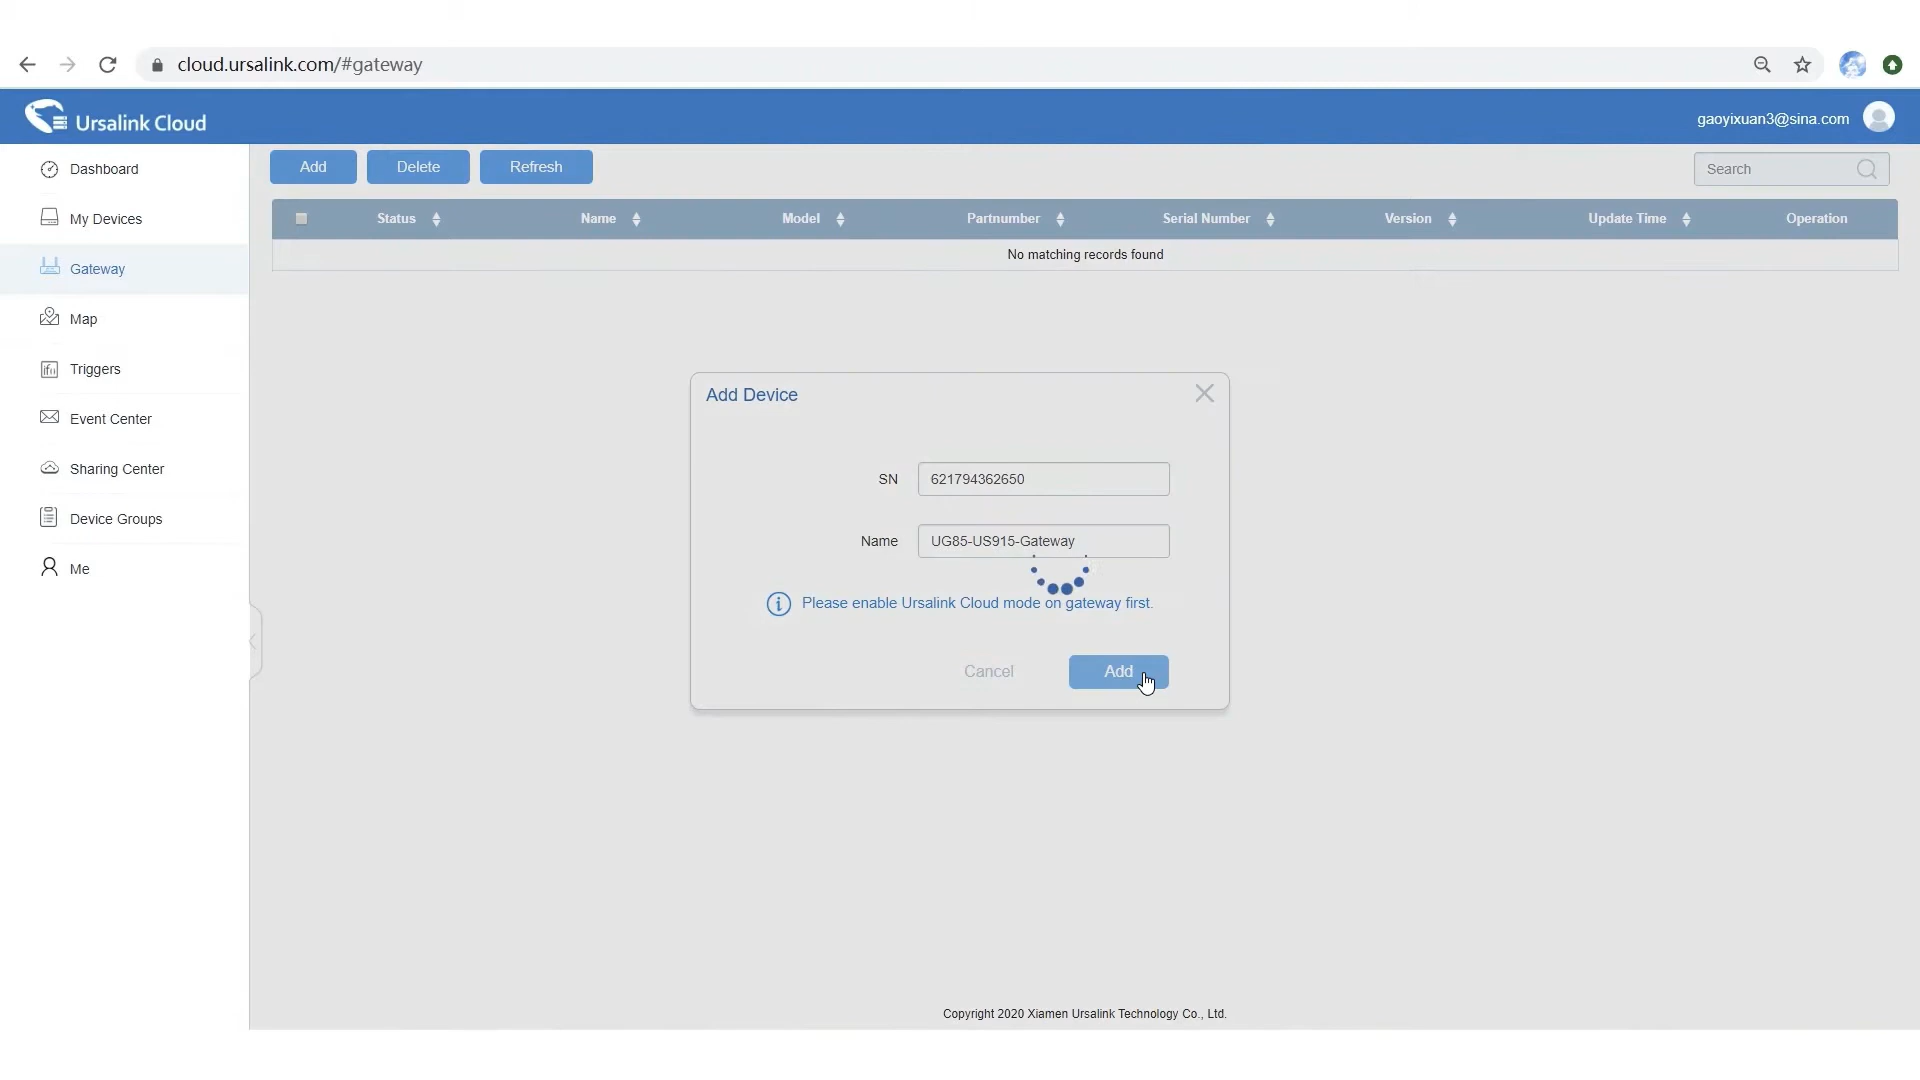 cloud.ursalink.com/#gateway
Ursalink Cloud
gaoyixuan3@sina.com
Dashboard
My Devices
Gateway
Map
Triggers
Event Center
Sharing Center
Device Groups
Me
Add Delete Refresh
Search
Status Name Model Partnumber Serial Number Version Update Time Operation
No matching records found
Add Device
SN 621794362650
Name UG85-US915-Gateway
Please enable Ursalink Cloud mode on gateway first.
Cancel Add
Copyright 2020 Xiamen Ursalink Technology Co., Ltd.